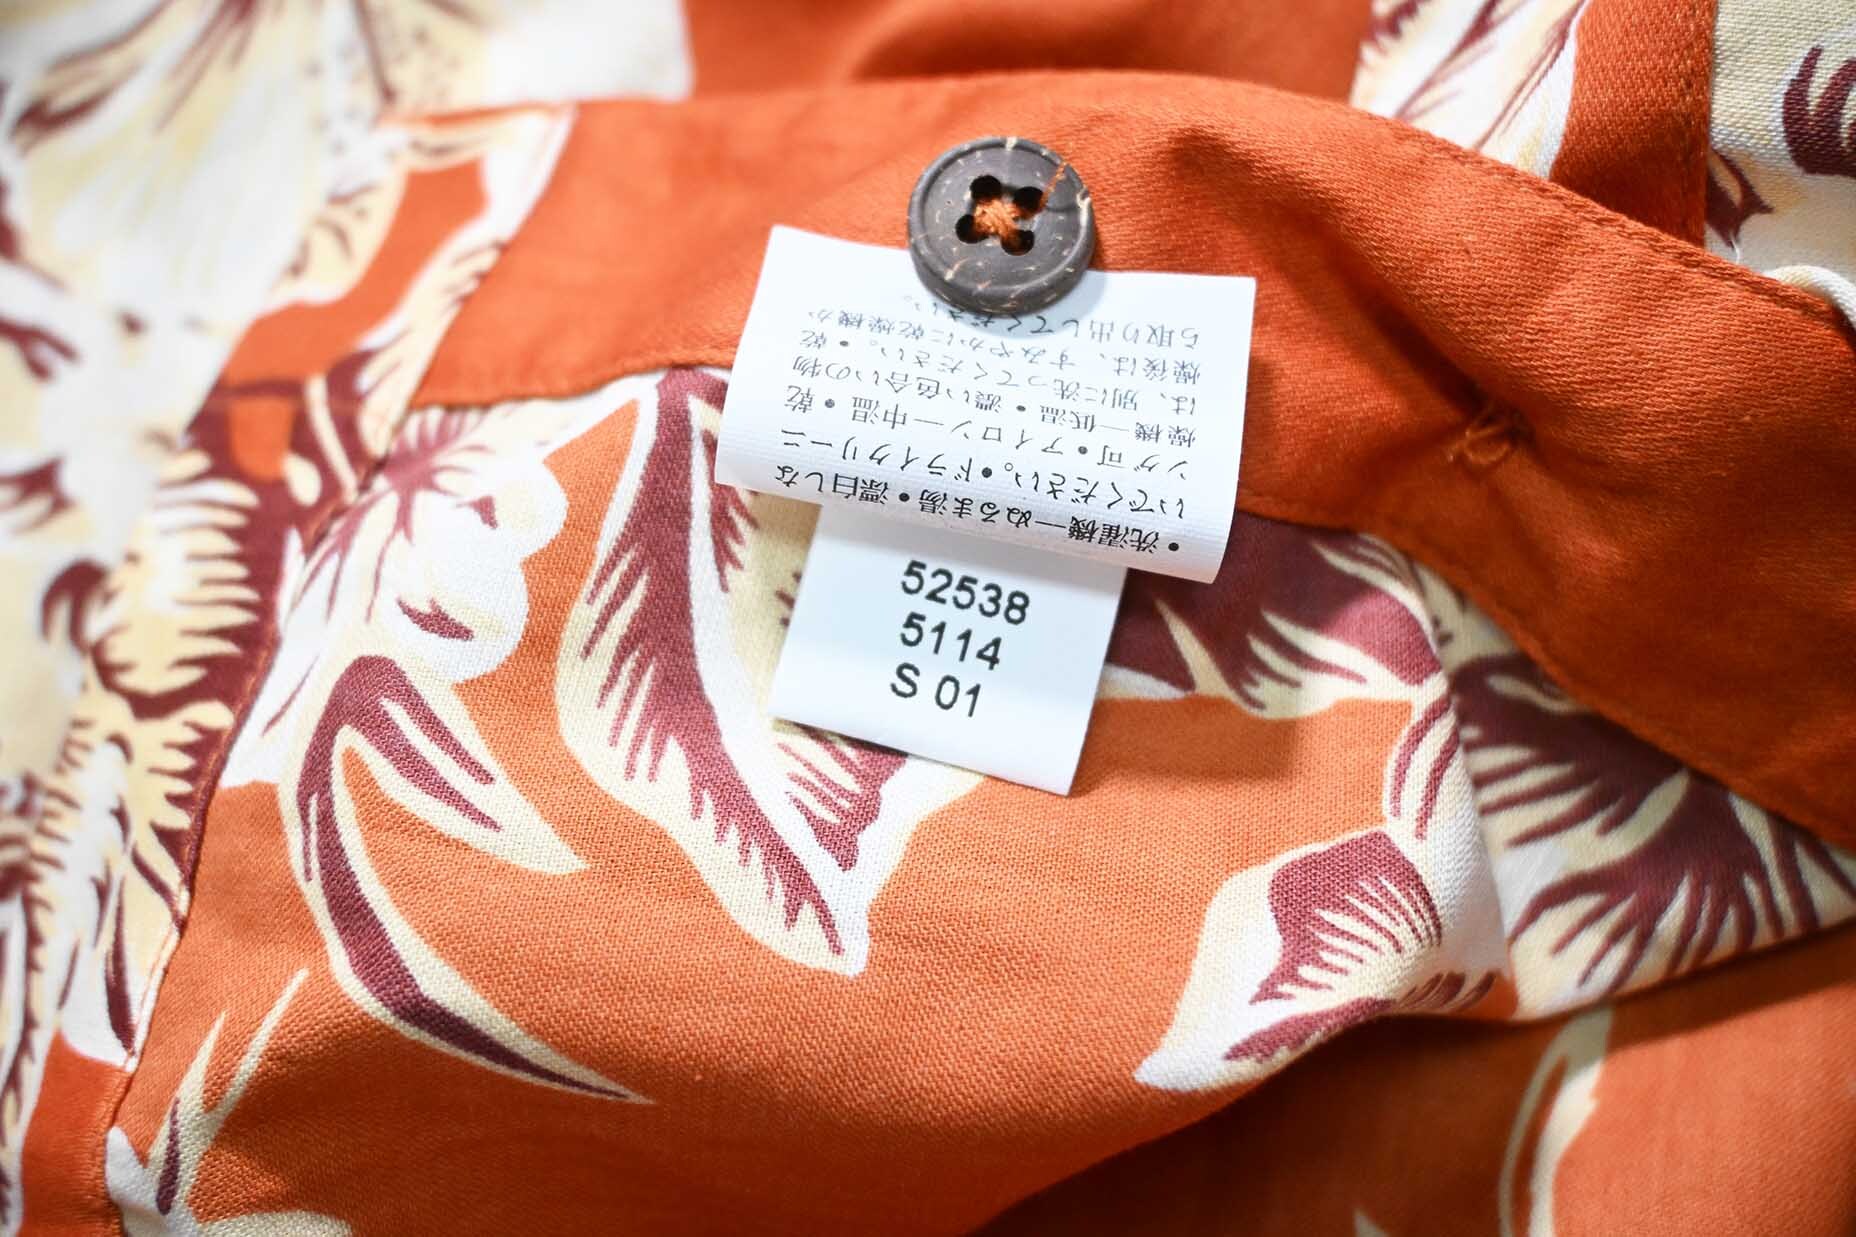 •洗濯機ーぬるま湯•漂白しな
いでください。•ドライクリーニ
ング可•アイロンー中温•乾
燥機ー低温•濃い色合いの物
は、別に洗ってください。•乾
燥後は、すみやかに乾燥機か
ら取り出してください。
52538
5114
S 01